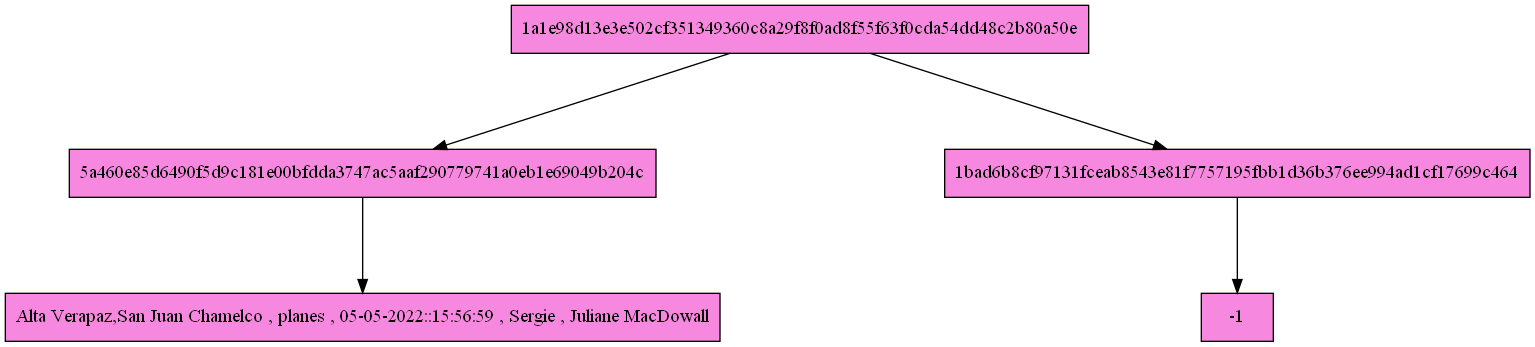 1a1e98d13e3e502cf351349360c8a29f8f0ad8f55f63f0cda54dd48c2b80a50e
5a460e85d6490f5d9c181e00bfdda3747ac5aaf290779741a0eb1e69049b204c
1bad6b8cf97131fceab8543e81f7757195fbb1d36b376ee994ad1cf17699c464
Alta Verapaz,San Juan Chamelco , planes , 05-05-2022::15:56:59 , Sergie , Juliane MacDowall
-1